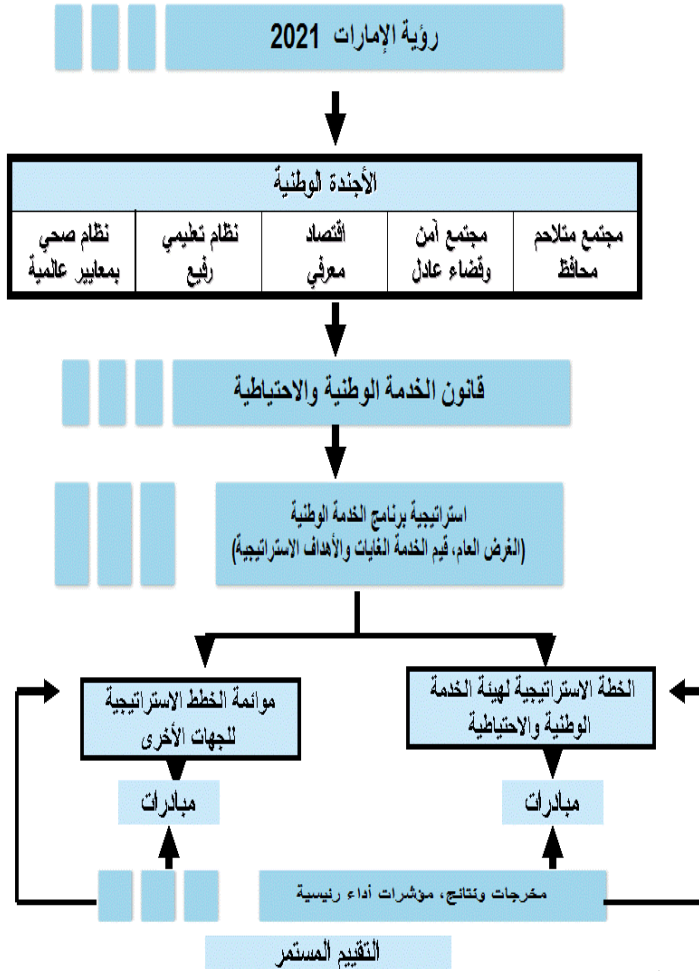 رؤية الإمارات 2021
الأجندة الوطنية
مجتمع متلاحم
محافظ
مجتمع آمن
وقضاء عادل
اقتصاد
معرفي
نظام تعليمي
رفيع
نظام صحي
بمعايير عالمية
قانون الخدمة الوطنية والاحتياطية
استراتيجية برنامج الخدمة الوطنية
(الغرض العام، قيم الخدمة الغايات والأهداف الاستراتيجية)
الخطة الاستراتيجية لهيئة الخدمة
الوطنية والاحتياطية
موائمة الخطط الاستراتيجية
للجهات الأخرى
مبادرات
مبادرات
مخرجات ونتائج، مؤشرات أداء رئيسية
التقييم المستمر